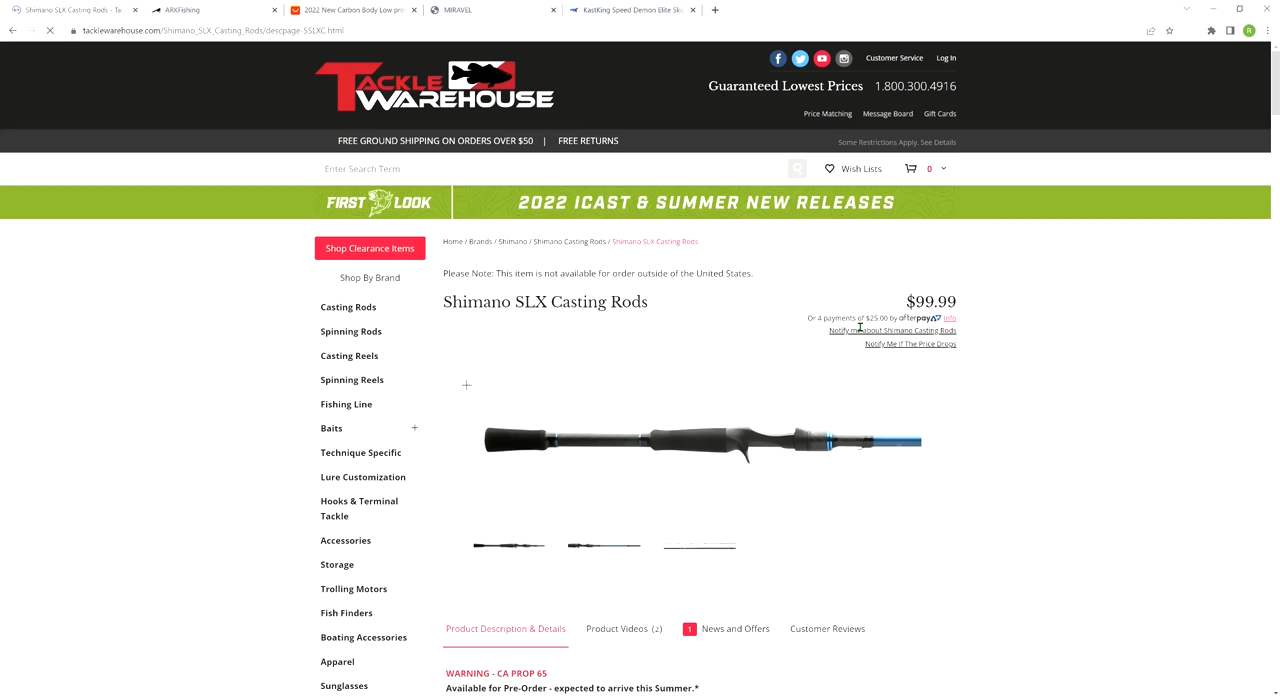 Shimano SLX Casting Rods - Ta
ARKFishing
2022 New Carbon Body Low pro
MIRAVEL
KastKing Speed Demon Elite Ski
tacklewarehouse.com/Shimano_SLX_Casting_Rods/descpage-SSLXC.html
R
TACKLE WAREHOUSE
Customer Service
Log In
Guaranteed Lowest Prices 1.800.300.4916
Price Matching
Message Board
Gift Cards
FREE GROUND SHIPPING ON ORDERS OVER $50 | FREE RETURNS
Some Restrictions Apply. See Details
Enter Search Term
Wish Lists
0
FIRST LOOK
2022 ICAST & SUMMER NEW RELEASES
Shop Clearance Items
Shop By Brand
Casting Rods
Spinning Rods
Casting Reels
Spinning Reels
Fishing Line
Baits +
Technique Specific
Lure Customization
Hooks & Terminal
Tackle
Accessories
Storage
Trolling Motors
Fish Finders
Boating Accessories
Apparel
Sunglasses
Home / Brands / Shimano / Shimano Casting Rods / Shimano SLX Casting Rods
Please Note: This item is not available for order outside of the United States.
Shimano SLX Casting Rods
$99.99
Or 4 payments of $25.00 by afterpay Info
Notify me about Shimano Casting Rods
Notify Me If The Price Drops
Product Description & Details
Product Videos (2)
1 News and Offers
Customer Reviews
WARNING - CA PROP 65
Available for Pre-Order - expected to arrive this Summer.*